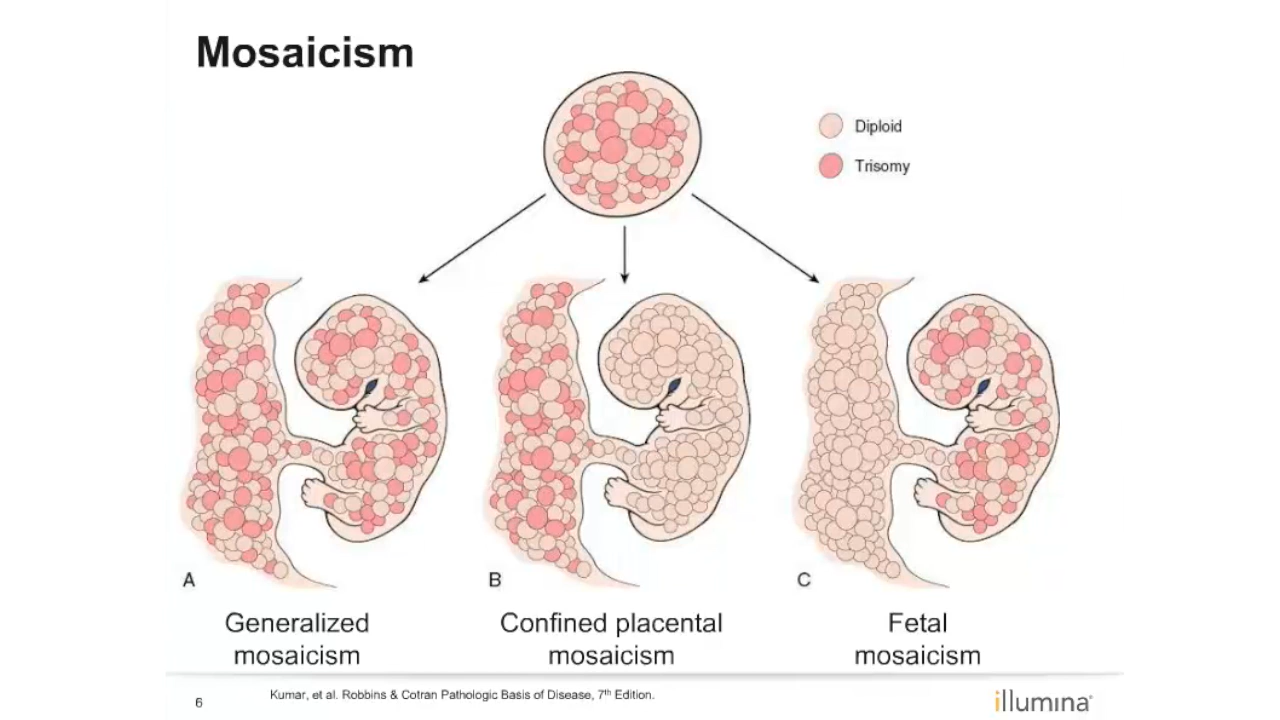 Mosaicism
Diploid
Trisomy
A
B
C
Generalized
mosaicism
Confined placental
mosaicism
Fetal
mosaicism
6
Kumar, et al. Robbins & Cotran Pathologic Basis of Disease, 7th Edition.
illumina®